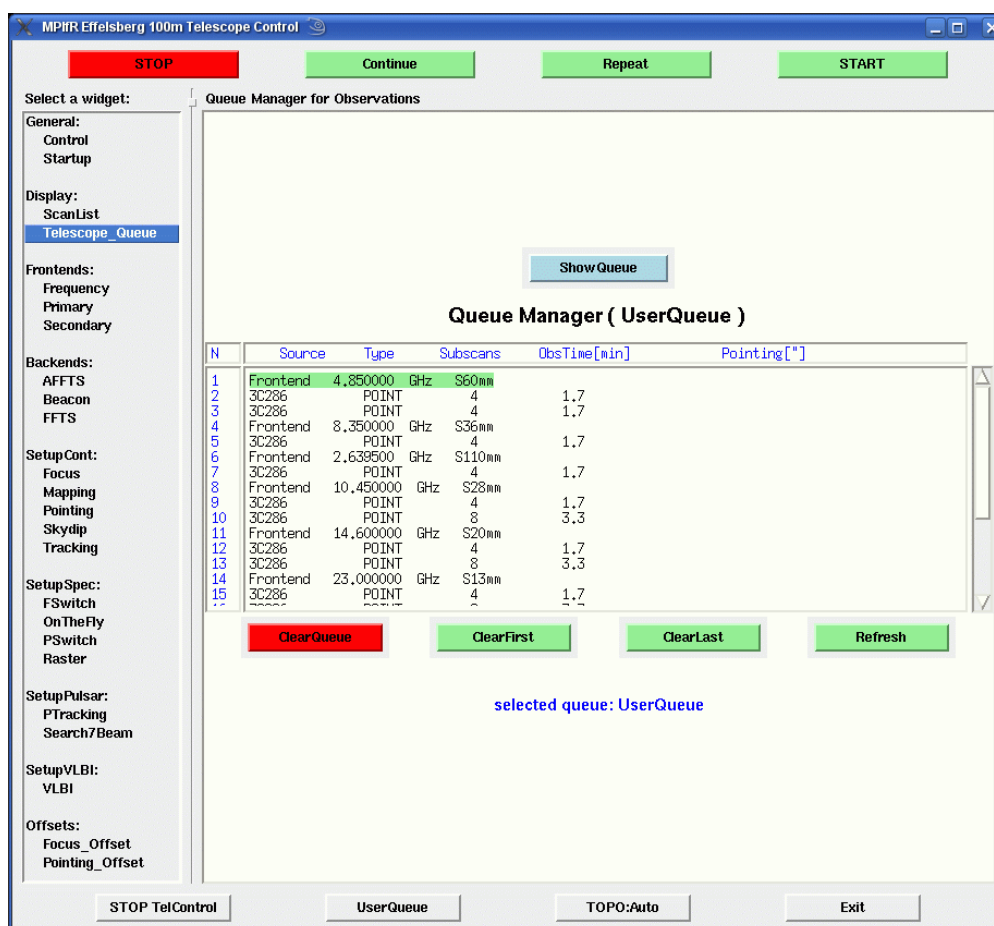 MPIfR Effelsberg 100m Telescope Control
STOP Continue Repeat START
Select a widget:
Queue Manager for Observations
General:
Control
Startup
Display:
ScanList
Telescope_Queue
Frontends:
Frequency
Primary
Secondary
Backends:
AFFTS
Beacon
FFTS
SetupCont:
Focus
Mapping
Pointing
Skydip
Tracking
SetupSpec:
FSwitch
OnTheFly
PSwitch
Raster
SetupPulsar:
PTracking
Search7Beam
SetupVLBI:
VLBI
Offsets:
Focus_Offset
Pointing_Offset
ShowQueue
Queue Manager ( UserQueue )
N Source Type Subscans ObsTime[min] Pointing["]
1 Frontend 4.850000 GHz S60mm
2 3C286 POINT 4 1.7
3 3C286 POINT 4 1.7
4 Frontend 8.350000 GHz S36mm
5 3C286 POINT 4 1.7
6 Frontend 2.639500 GHz S110mm
7 3C286 POINT 4 1.7
8 Frontend 10.450000 GHz S28mm
9 3C286 POINT 4 1.7
10 3C286 POINT 8 3.3
11 Frontend 14.600000 GHz S20mm
12 3C286 POINT 4 1.7
13 3C286 POINT 8 3.3
14 Frontend 23.000000 GHz S13mm
15 3C286 POINT 4 1.7
ClearQueue ClearFirst ClearLast Refresh
selected queue: UserQueue
STOP TelControl UserQueue TOPO:Auto Exit